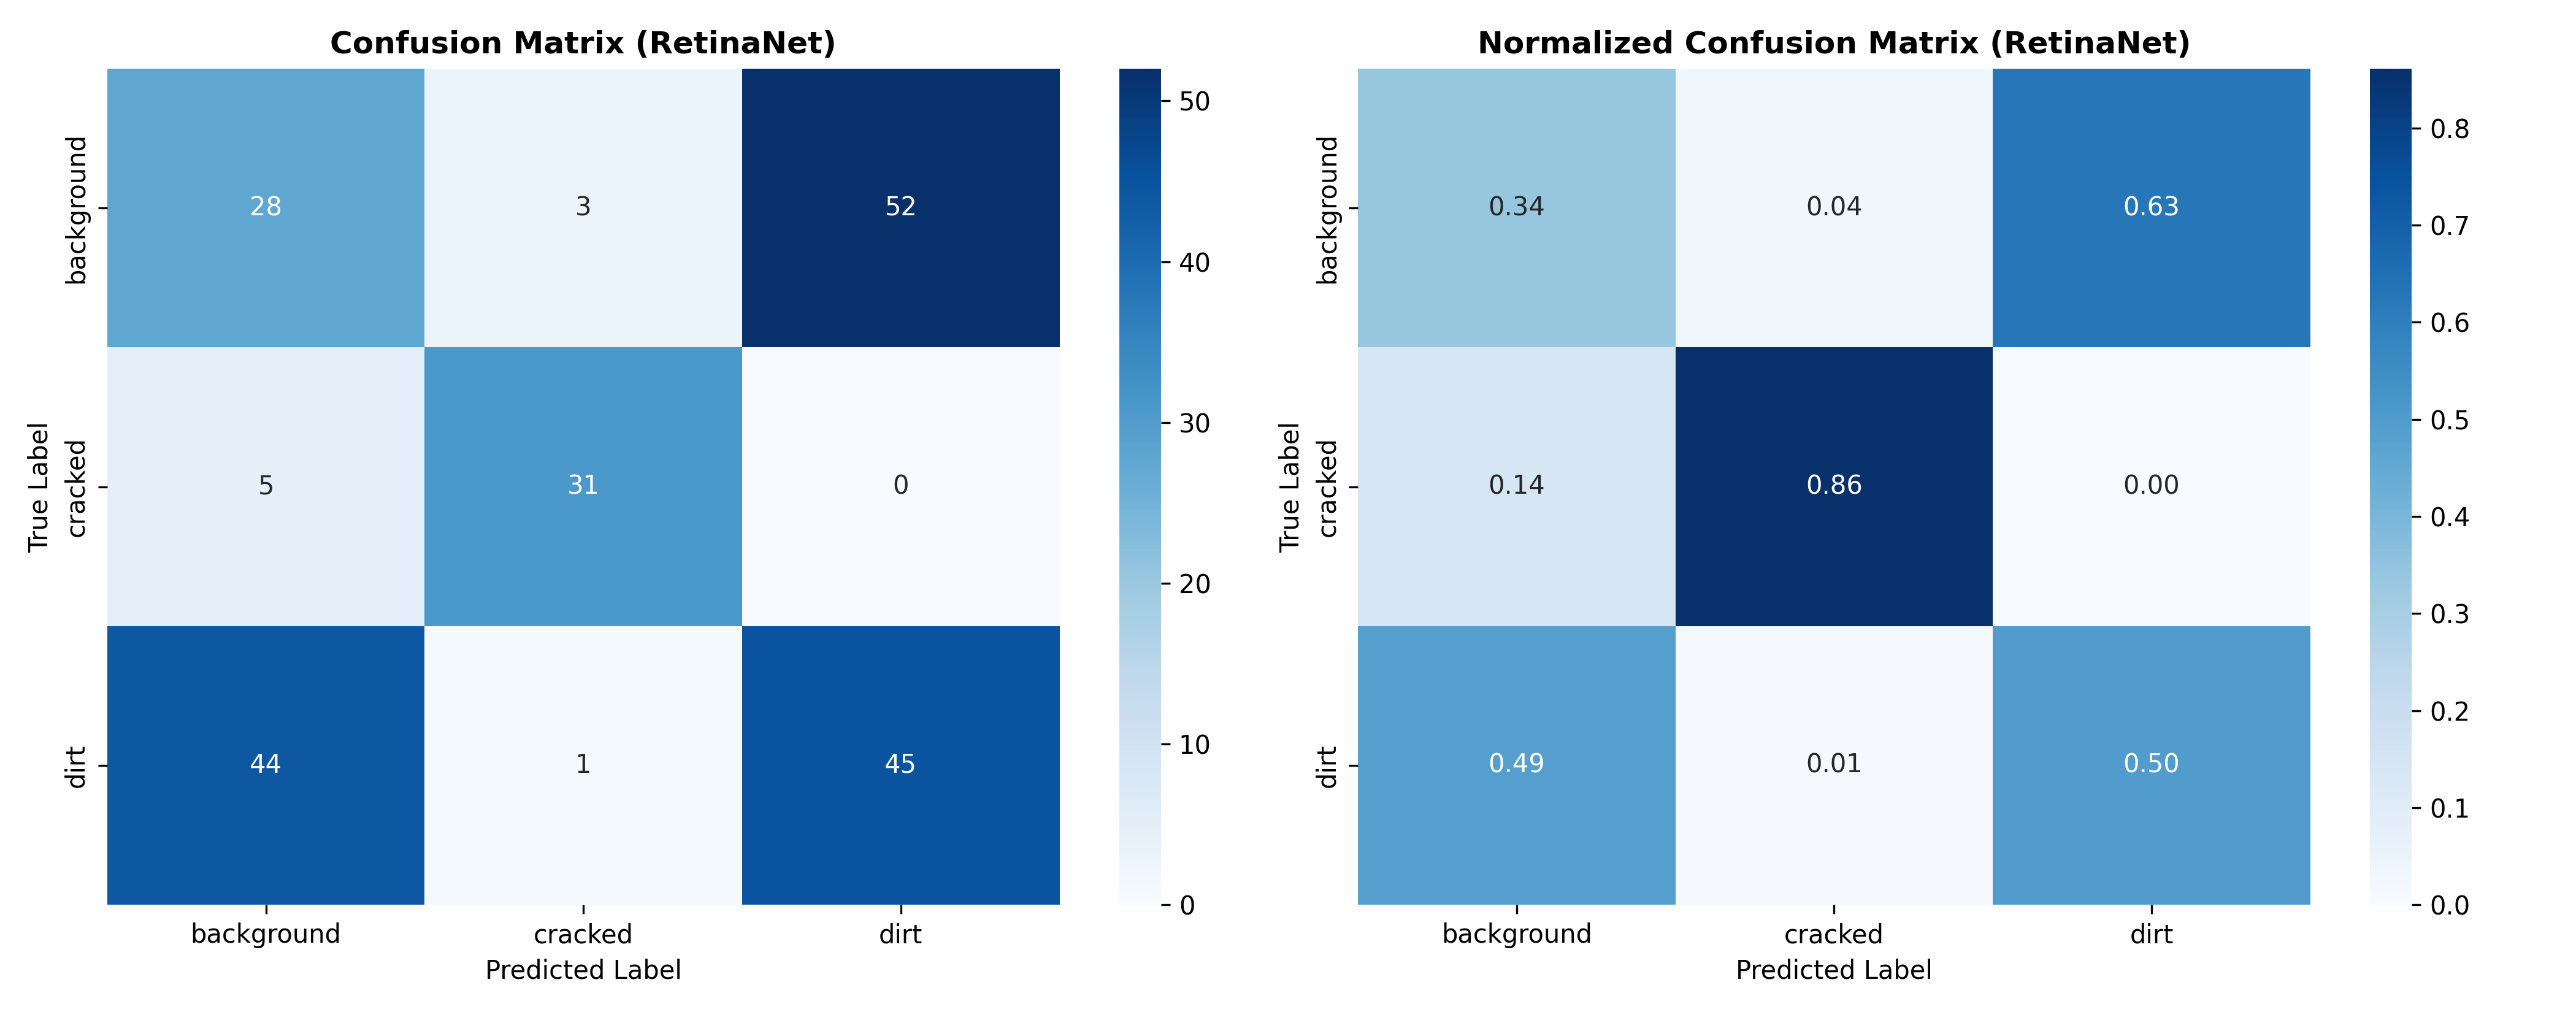 Confusion Matrix (RetinaNet)
True Label
background
cracked
dirt
28 3 52
5 31 0
44 1 45
background cracked dirt
Predicted Label
50
40
30
20
10
0
Normalized Confusion Matrix (RetinaNet)
True Label
background
cracked
dirt
0.34 0.04 0.63
0.14 0.86 0.00
0.49 0.01 0.50
background cracked dirt
Predicted Label
0.8
0.7
0.6
0.5
0.4
0.3
0.2
0.1
0.0